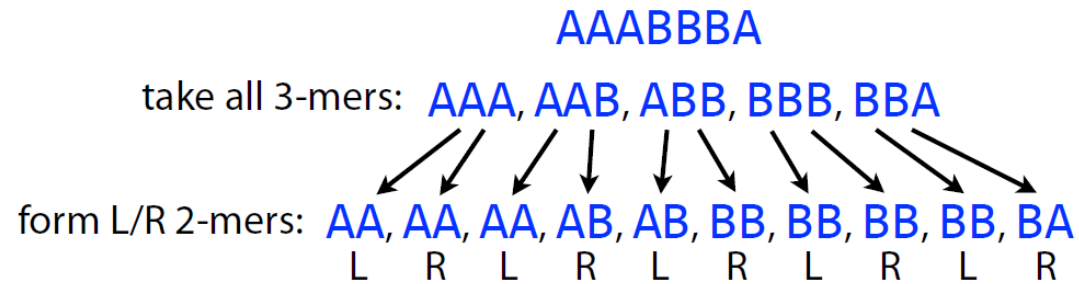 AAABBBA
take all 3-mers: AAA, AAB, ABB, BBB, BBA
form L/R 2-mers: AA, AA, AA, AB, AB, BB, BB, BB, BB, BA
L R L R L R L R L R